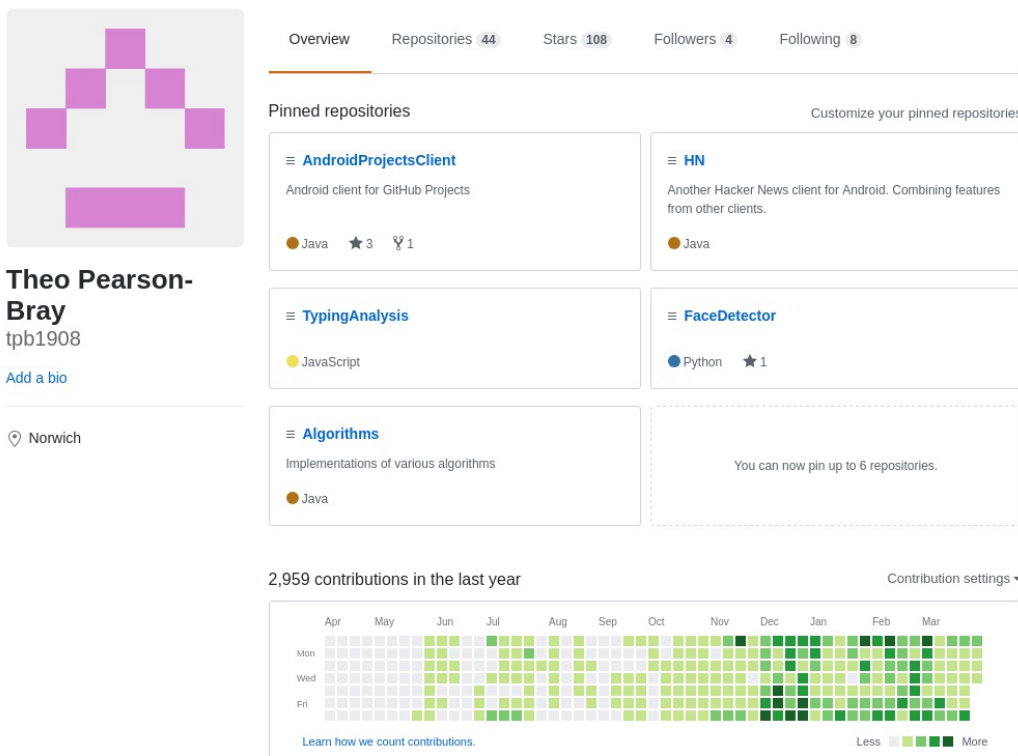 Overview Repositories 44 Stars 108 Followers 4 Following 8
Pinned repositories
Customize your pinned repositories
AndroidProjectsClient
Android client for GitHub Projects
Java 3 1
HN
Another Hacker News client for Android. Combining features
from other clients.
Java
TypingAnalysis
JavaScript
FaceDetector
Python 1
Algorithms
Implementations of various algorithms
Java
You can now pin up to 6 repositories.
Theo Pearson-
Bray
tpb1908
Add a bio
Norwich
2,959 contributions in the last year
Contribution settings
Apr May Jun Jul Aug Sep Oct Nov Dec Jan Feb Mar
Mon
Wed
Fri
Learn how we count contributions.
Less More